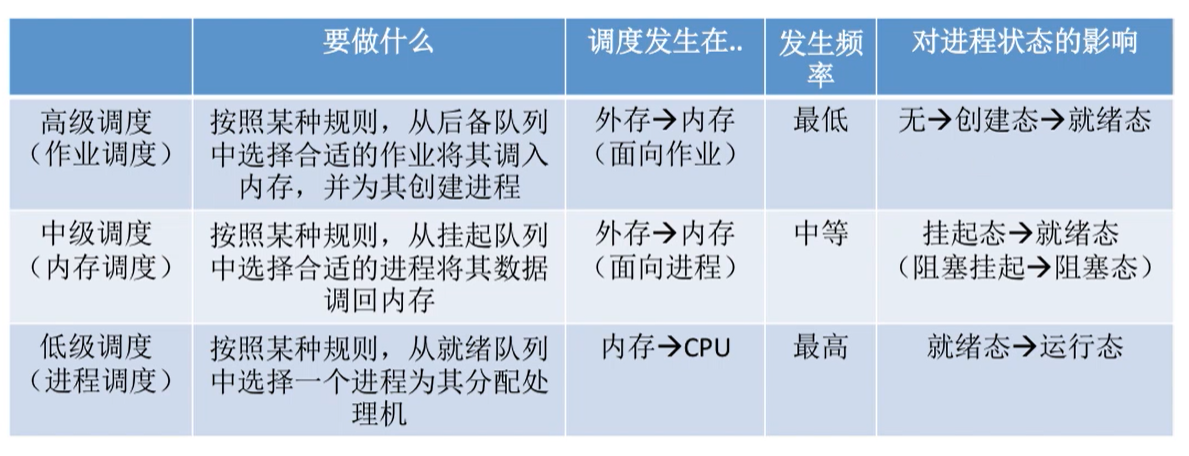 要做什么
调度发生在..
发生频
率
对进程状态的影响
高级调度
（作业调度）
按照某种规则，从后备队列
中选择合适的作业将其调入
内存，并为其创建进程
外存→内存
（面向作业）
最低
无→创建态→就绪态
中级调度
（内存调度）
按照某种规则，从挂起队列
中选择合适的进程将其数据
调回内存
外存→内存
（面向进程）
中等
挂起态→就绪态
（阻塞挂起→阻塞态）
低级调度
（进程调度）
按照某种规则，从就绪队列
中选择一个进程为其分配处
理机
内存→CPU
最高
就绪态→运行态